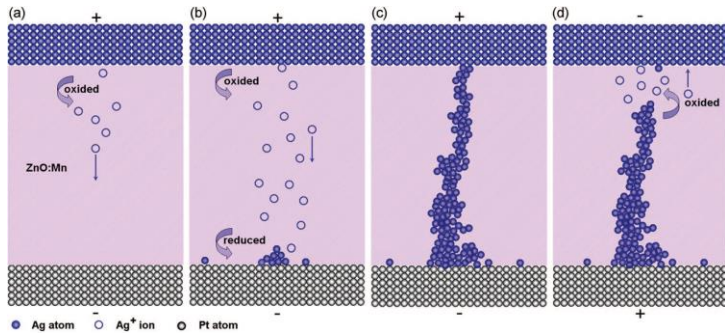 (a) + (b) + (c) + (d) -
oxided
oxided
oxided
ZnO:Mn
reduced
- - - +
Ag atom Ag+ ion Pt atom